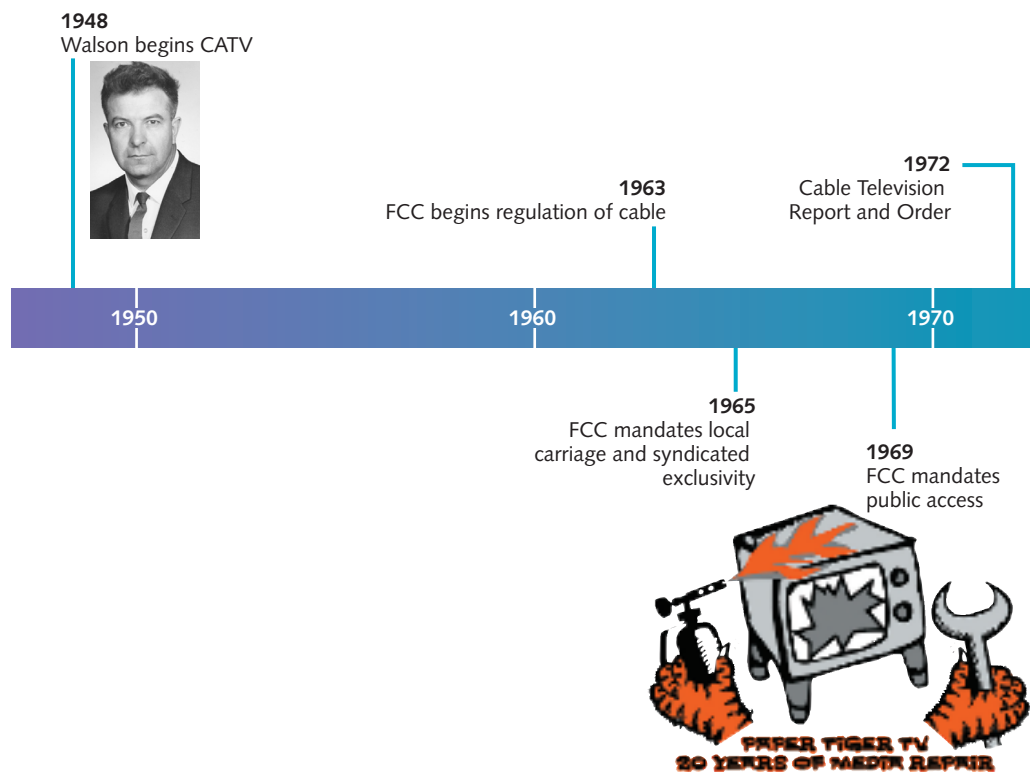 1948
Walson begins CATV
1963
FCC begins regulation of cable
1972
Cable Television
Report and Order
1950
1960
1970
1965
FCC mandates local
carriage and syndicated
exclusivity
1969
FCC mandates
public access
PAPER TIGER TV
20 YEARS OF MEDIA REPAIR